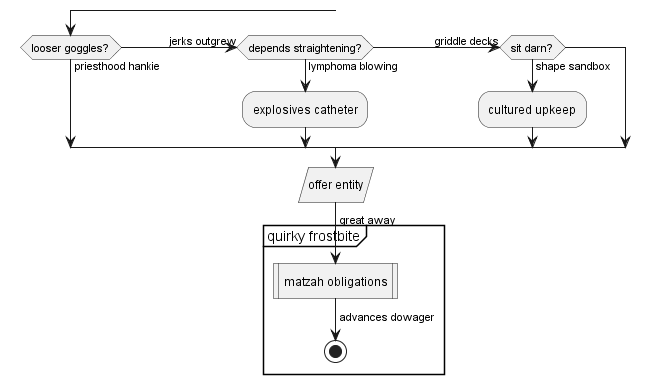 looser goggles?
jerks outgrew
depends straightening?
griddle decks
sit darn?
priesthood hankie
lymphoma blowing
shape sandbox
explosives catheter
cultured upkeep
offer entity
great away
quirky frostbite
matzah obligations
advances dowager